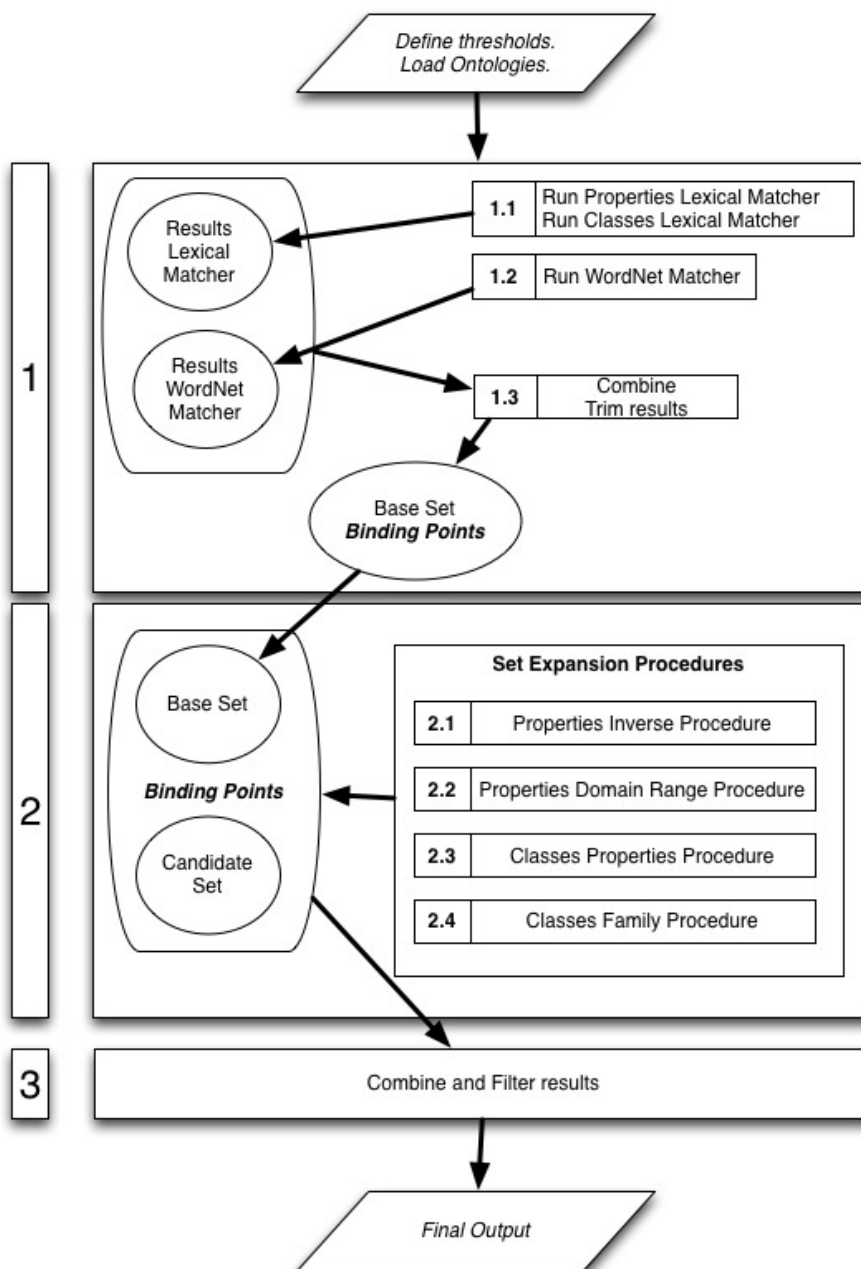 Define thresholds.
Load Ontologies.
1
Results
Lexical
Matcher
1.1
Run Properties Lexical Matcher
Run Classes Lexical Matcher
1.2
Run WordNet Matcher
Results
WordNet
Matcher
1.3
Combine
Trim results
Base Set
Binding Points
2
Base Set
Binding Points
Candidate
Set
Set Expansion Procedures
2.1
Properties Inverse Procedure
2.2
Properties Domain Range Procedure
2.3
Classes Properties Procedure
2.4
Classes Family Procedure
3
Combine and Filter results
Final Output